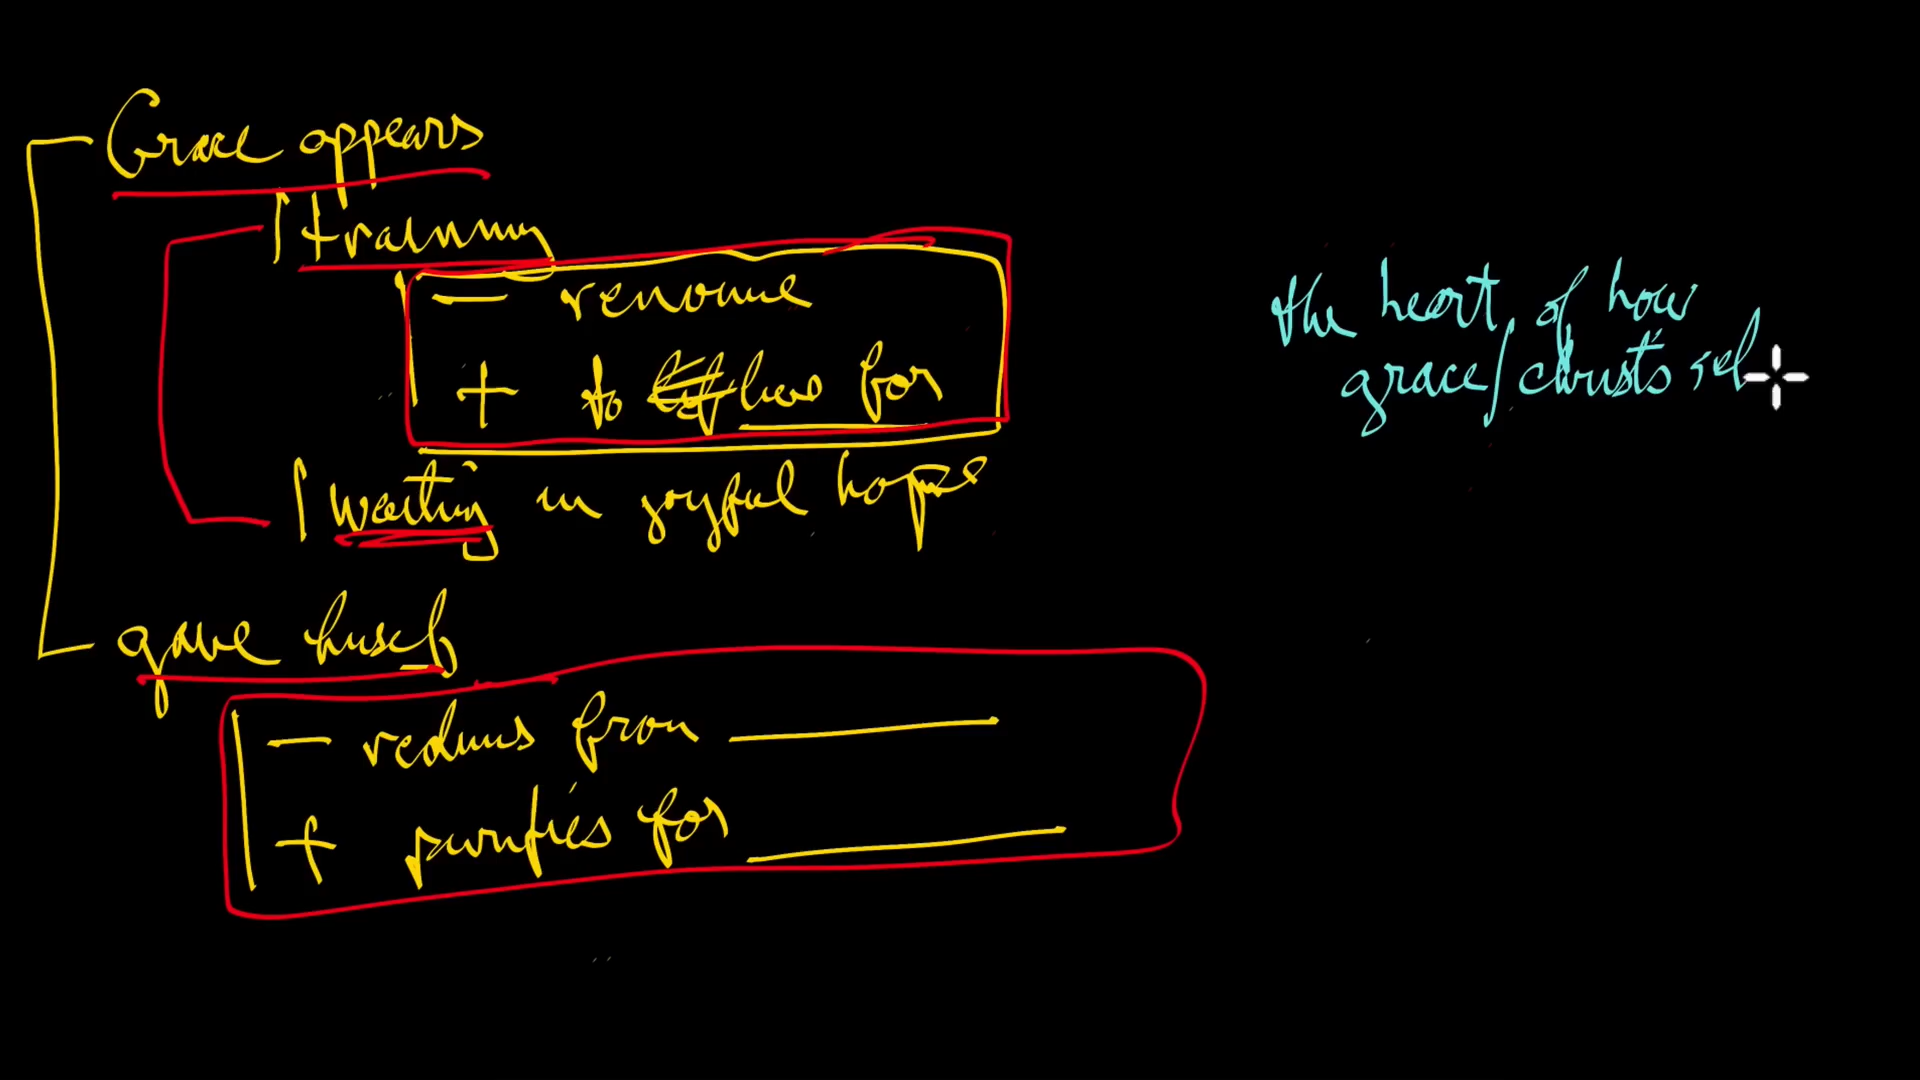 Grace appears
training
- renounce
+ to live for
waiting in joyful hope
gave himself
- redeems from
+ purifies for
the heart of how
grace/christ's sel